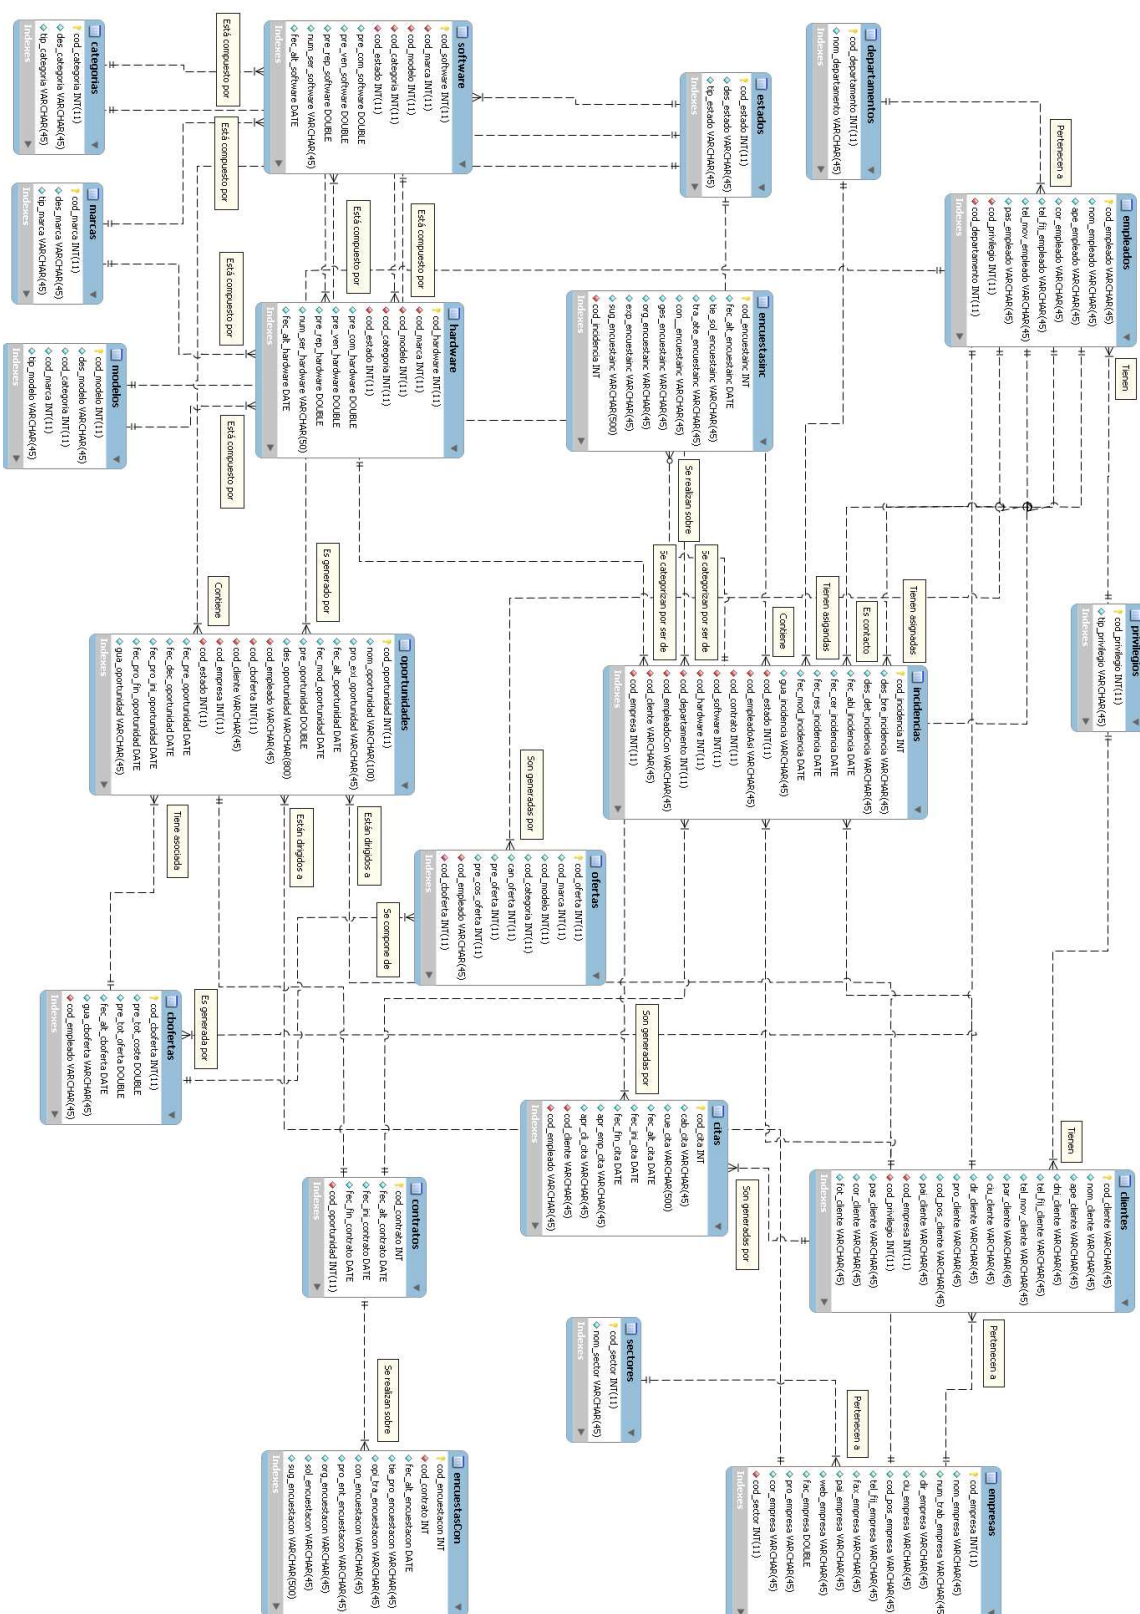 departamentos
cod_departamento INT(11)
nom_departamento VARCHAR(45)
Indexes
Pertenecen a
empleados
cod_empleado VARCHAR(45)
nom_empleado VARCHAR(45)
ape_empleado VARCHAR(45)
cor_empleado VARCHAR(45)
tel_fij_empleado VARCHAR(45)
tel_mov_empleado VARCHAR(45)
pas_empleado VARCHAR(45)
cod_privilegio INT(11)
cod_departamento INT(11)
Indexes
Tienen
privilegios
cod_privilegio INT(11)
tip_privilegio VARCHAR(45)
Indexes
Tienen
clientes
cod_cliente VARCHAR(45)
nom_cliente VARCHAR(45)
ape_cliente VARCHAR(45)
dni_cliente VARCHAR(45)
tel_fij_cliente VARCHAR(45)
tel_mov_cliente VARCHAR(45)
par_cliente VARCHAR(45)
ciu_cliente VARCHAR(45)
dir_cliente VARCHAR(45)
pro_cliente VARCHAR(45)
cod_pos_cliente VARCHAR(45)
pai_cliente VARCHAR(45)
cod_empresa INT(11)
cod_privilegio INT(11)
pas_cliente VARCHAR(45)
cor_cliente VARCHAR(45)
fot_cliente VARCHAR(45)
Indexes
Pertenecen a
empresas
cod_empresa INT(11)
nom_empresa VARCHAR(45)
num_trab_empresa VARCHAR(45)
dir_empresa VARCHAR(45)
ciu_empresa VARCHAR(45)
cod_pos_empresa VARCHAR(45)
tel_fij_empresa VARCHAR(45)
fax_empresa VARCHAR(45)
pai_empresa VARCHAR(45)
web_empresa VARCHAR(45)
fac_empresa DOUBLE
pro_empresa VARCHAR(45)
cor_empresa VARCHAR(45)
cod_sector INT(11)
Indexes
Pertenecen a
sectores
cod_sector INT(11)
nom_sector VARCHAR(45)
Indexes
estados
cod_estado INT(11)
des_estado VARCHAR(45)
tip_estado VARCHAR(45)
Indexes
encuestasinc
cod_encuestainc INT
fec_alt_encuestainc DATE
tie_sol_encuestainc VARCHAR(45)
tra_ate_encuestainc VARCHAR(45)
con__encuestainc VARCHAR(45)
ges_encuestainc VARCHAR(45)
org_encuestainc VARCHAR(45)
exp_encuestainc VARCHAR(45)
sug_encuestainc VARCHAR(500)
cod_incidencia INT
Indexes
Se realizan sobre
Se categorizan por ser de
Se categorizan por ser de
Tienen asignadas
Es contacto
Tienen asigandas
Contiene
incidencias
cod_incidencia INT
des_bre_incidencia VARCHAR(45)
des_det_incidencia VARCHAR(45)
fec_abi_incidencia DATE
fec_cer_incidencia DATE
fec_res_incidencia DATE
fec_mod_incidencia DATE
gua_incidencia VARCHAR(45)
cod_estado INT(11)
cod_empleadoAsi VARCHAR(45)
cod_contrato INT(11)
cod_software INT(11)
cod_hardware INT(11)
cod_departamento INT(11)
cod_empleadoCon VARCHAR(45)
cod_cliente VARCHAR(45)
cod_empresa INT(11)
Indexes
software
cod_software INT(11)
cod_marca INT(11)
cod_modelo INT(11)
cod_categoria INT(11)
cod_estado INT(11)
pre_com_software DOUBLE
pre_ven_software DOUBLE
pre_rep_software DOUBLE
num_ser_software VARCHAR(45)
fec_alt_software DATE
Indexes
Está compuesto por
Está compuesto por
Está compuesto por
Está compuesto por
Está compuesto por
Está compuesto por
categorias
cod_categoria INT(11)
des_categoria VARCHAR(45)
tip_categoria VARCHAR(45)
Indexes
marcas
cod_marca INT(11)
des_marca VARCHAR(45)
tip_marca VARCHAR(45)
Indexes
modelos
cod_modelo INT(11)
des_modelo VARCHAR(45)
cod_categoria INT(11)
cod_marca INT(11)
tip_modelo VARCHAR(45)
Indexes
hardware
cod_hardware INT(11)
cod_marca INT(11)
cod_modelo INT(11)
cod_categoria INT(11)
cod_estado INT(11)
pre_com_hardware DOUBLE
pre_ven_hardware DOUBLE
pre_rep_hardware DOUBLE
num_ser_hardware VARCHAR(50)
fec_alt_hardware DATE
Indexes
Es generado por
Contiene
oportunidades
cod_oportunidad INT(11)
nom_oportunidad VARCHAR(100)
pro_exi_oportunidad VARCHAR(45)
fec_alt_oportunidad DATE
fec_mod_oportunidad DATE
pre_oportunidad DOUBLE
des_oportunidad VARCHAR(800)
cod_empleado VARCHAR(45)
cod_cboferta INT(11)
cod_cliente VARCHAR(45)
cod_empresa INT(11)
cod_estado INT(11)
fec_pre_oportunidad DATE
fec_dec_oportunidad DATE
fec_pro_ini_oportunidad DATE
fec_pro_fin_oportunidad DATE
gua_oportunidad VARCHAR(45)
Indexes
Son generadas por
Están dirigidos a
Están dirigidos a
Tiene asociada
ofertas
cod_oferta INT(11)
cod_marca INT(11)
cod_modelo INT(11)
cod_categoria INT(11)
can_oferta INT(11)
pre_oferta INT(11)
pre_cos_oferta INT(11)
cod_empleado VARCHAR(45)
cod_cboferta INT(11)
Indexes
Se compone de
Es generada por
cbofertas
cod_cboferta INT(11)
pre_tot_coste DOUBLE
pre_tot_oferta DOUBLE
fec_alt_cboferta DATE
gua_cboferta VARCHAR(45)
cod_empleado VARCHAR(45)
Indexes
Son generadas por
citas
cod_cita INT
cab_cita VARCHAR(45)
cue_cita VARCHAR(500)
fec_alt_cita DATE
fec_ini_cita DATE
fec_fin_cita DATE
apr_emp_cita VARCHAR(45)
apr_cli_cita VARCHAR(45)
cod_cliente VARCHAR(45)
cod_empleado VARCHAR(45)
Indexes
Son generadas por
contratos
cod_contrato INT
fec_alt_contrato DATE
fec_ini_contrato DATE
fec_fin_contrato DATE
cod_oportunidad INT(11)
Indexes
Se realizan sobre
encuestasCon
cod_encuestacon INT
cod_contrato INT
fec_alt_encuestacon DATE
tie_pro_encuestacon VARCHAR(45)
opi_tra_encuestacon VARCHAR(45)
con_encuestacon VARCHAR(45)
pro_ent_encuestacon VARCHAR(45)
org_encuestacon VARCHAR(45)
sol_encuestacon VARCHAR(45)
sug_encuestacon VARCHAR(500)
Indexes